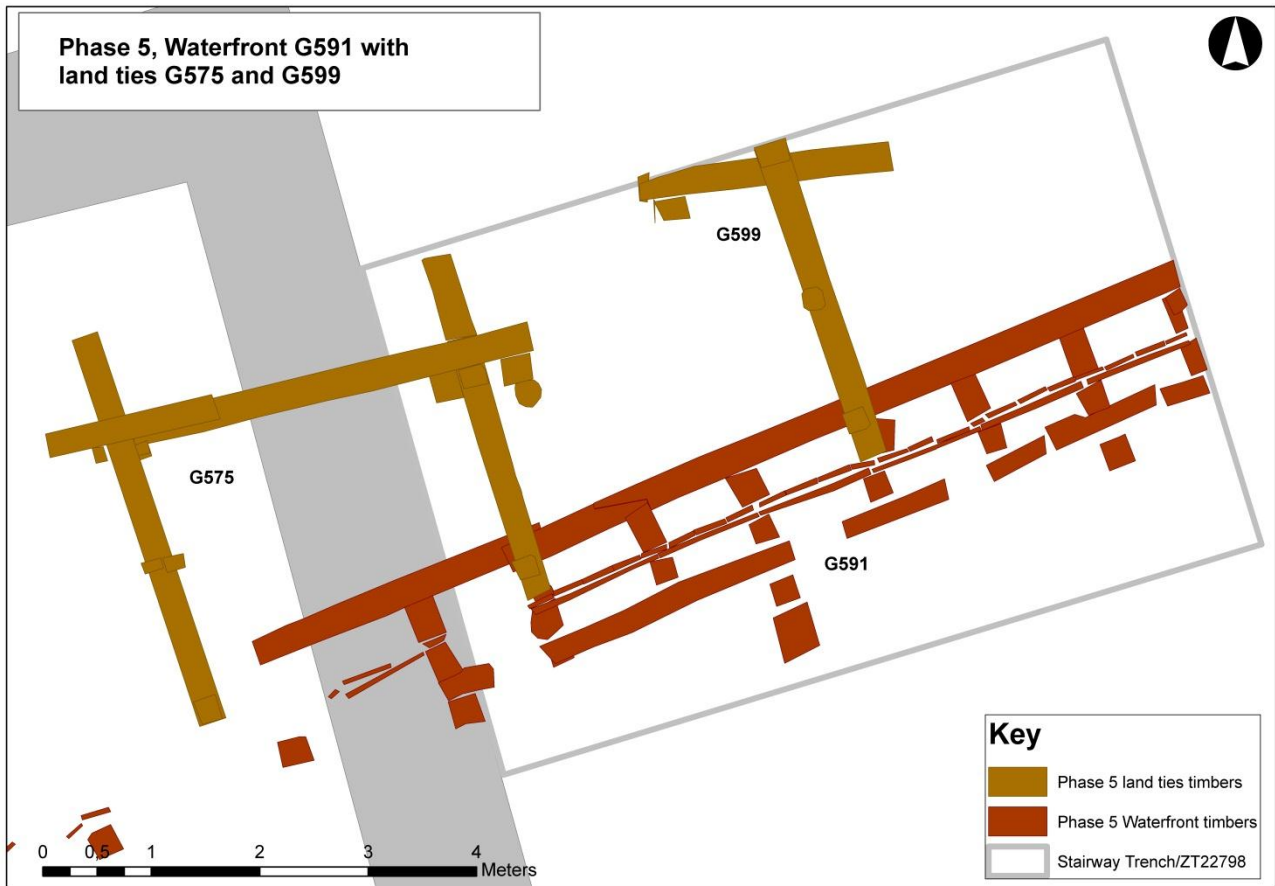 Phase 5, Waterfront G591 with
land ties G575 and G599
G599
G575
G591
Key
Phase 5 land ties timbers
Phase 5 Waterfront timbers
Stairway Trench/ZT22798
0 0,5 1 2 3 4
Meters